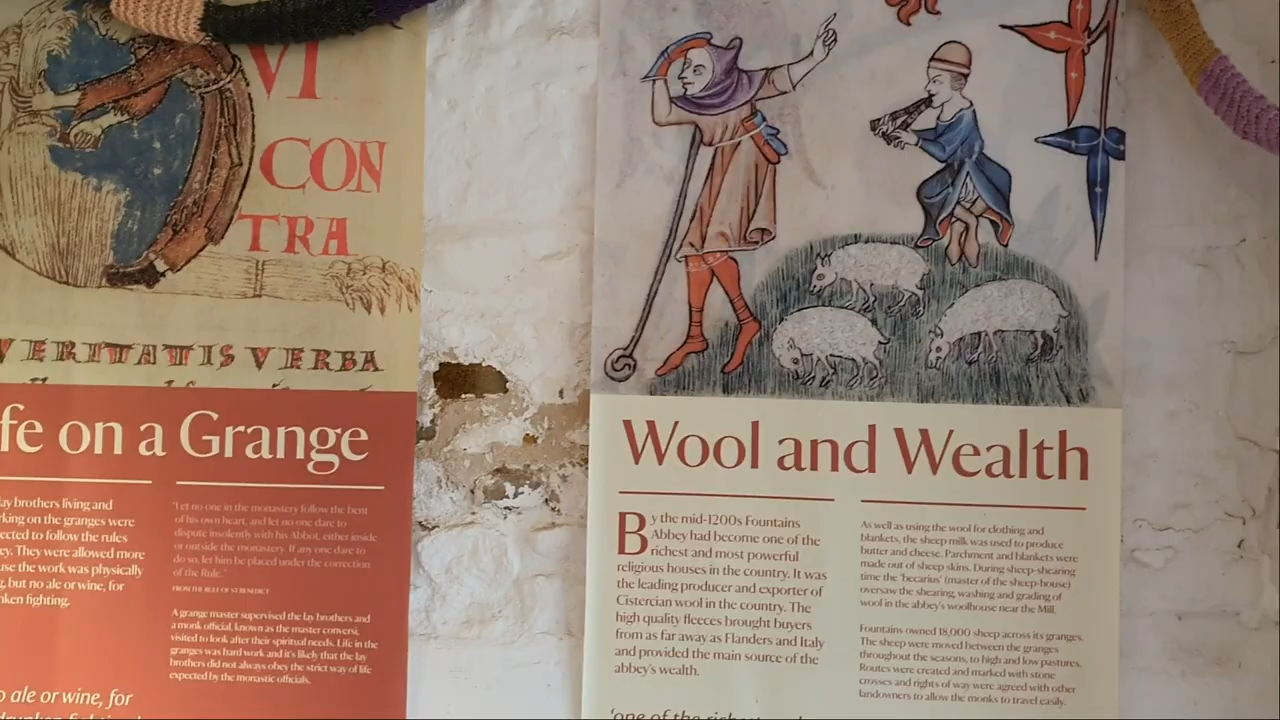 VI
CON
TRA
VERITATIS VERBA
fe on a Grange
lay brothers living and
rking on the granges were
ected to follow the rules
ey. They were allowed more
use the work was physically
g, but no ale or wine, for
nken fighting.
"Let no one in the monastery follow the bent
of his own heart, and let no one dare to
dispute insolently with his Abbot, either inside
or outside the monastery. If any one dare to
do so, let him be placed under the correction
of the Rule."
FROM THE RULE OF ST BENEDICT
A grange master supervised the lay brothers and
a monk official, known as the master conversi,
visited to look after their spiritual needs. Life in the
granges was hard work and it's likely that the lay
brothers did not always obey the strict way of life
expected by the monastic officials.
o ale or wine, for
drunken fighting'
Wool and Wealth
By the mid-1200s Fountains
Abbey had become one of the
richest and most powerful
religious houses in the country. It was
the leading producer and exporter of
Cistercian wool in the country. The
high quality fleeces brought buyers
from as far away as Flanders and Italy
and provided the main source of the
abbey's wealth.
'one of the richest and
As well as using the wool for clothing and
blankets, the sheep milk was used to produce
butter and cheese. Parchment and blankets were
made out of sheep skins. During sheep-shearing
time the 'becarius' (master of the sheep-house)
oversaw the shearing, washing and grading of
wool in the abbey's woolhouse near the Mill.
Fountains owned 18,000 sheep across its granges.
The sheep were moved between the granges
throughout the seasons, to high and low pastures.
Routes were created and marked with stone
crosses and rights of way were agreed with other
landowners to allow the monks to travel easily.